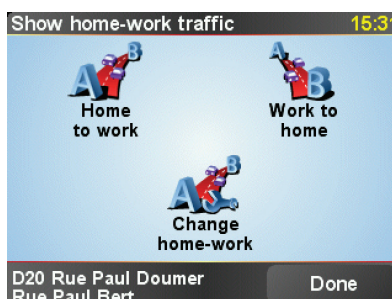 Show home-work traffic 15:31
A B
A B
Home
to work
Work to
home
A B
Change
home-work
D20 Rue Paul Doumer
Rue Paul Bert
Done